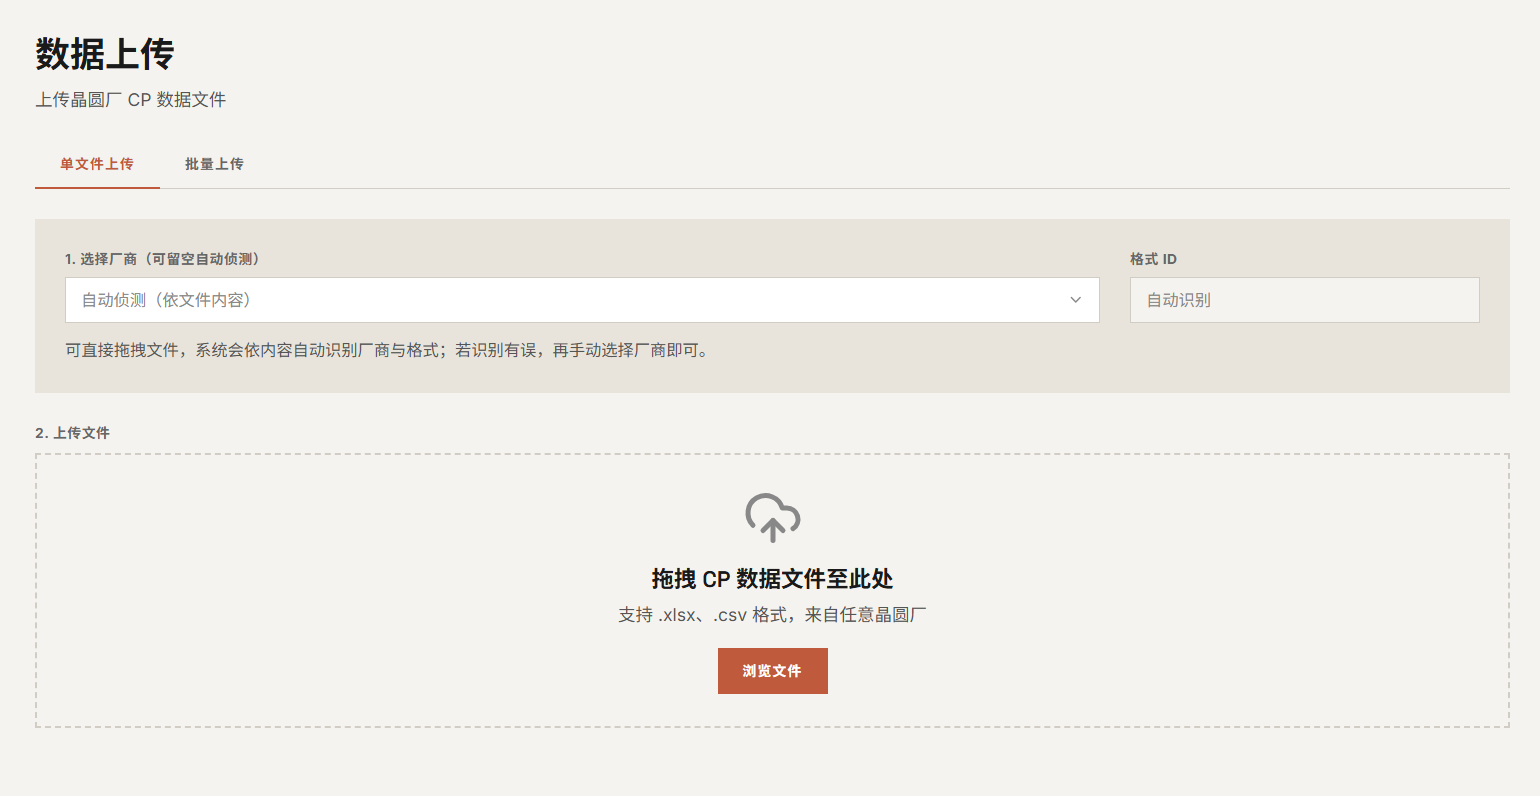 数据上传
上传晶圆厂 CP 数据文件
单文件上传
批量上传
1. 选择厂商（可留空自动侦测）
格式 ID
自动侦测（依文件内容）
自动识别
可直接拖拽文件，系统会依内容自动识别厂商与格式；若识别有误，再手动选择厂商即可。
2. 上传文件
拖拽 CP 数据文件至此处
支持 .xlsx、.csv 格式，来自任意晶圆厂
浏览文件